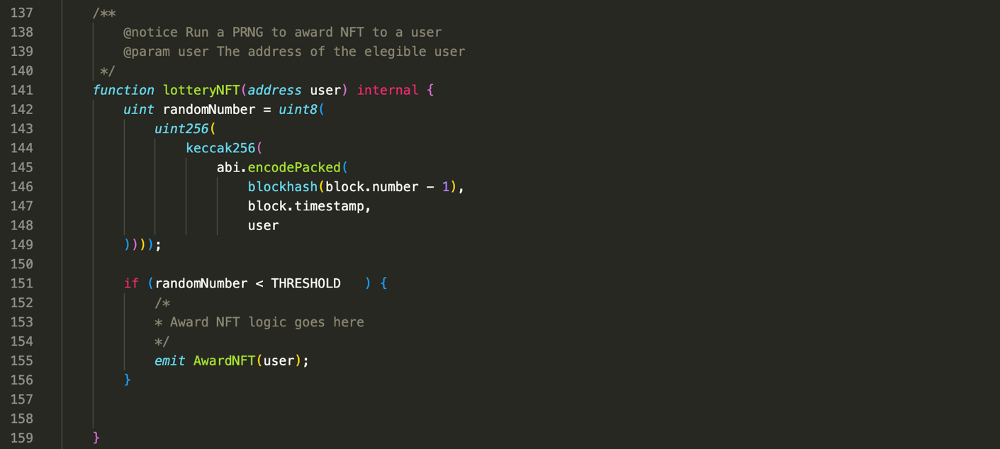 137 /**
138 @notice Run a PRNG to award NFT to a user
139 @param user The address of the elegible user
140 */
141 function lotteryNFT(address user) internal {
142 uint randomNumber = uint8(
143 uint256(
144 keccak256(
145 abi.encodePacked(
146 blockhash(block.number - 1),
147 block.timestamp,
148 user
149 ))));
150
151 if (randomNumber < THRESHOLD   ) {
152 /*
153 * Award NFT logic goes here
154 */
155 emit AwardNFT(user);
156 }
157
158
159 }